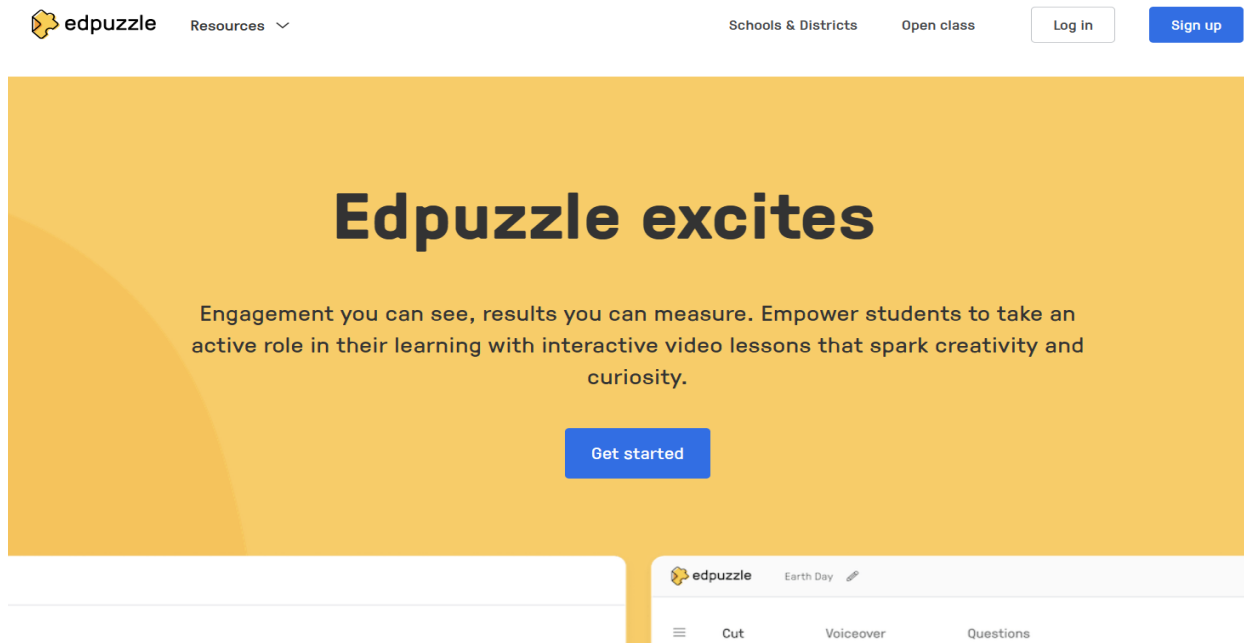 edpuzzle Resources Schools & Districts Open class Log in Sign up
Edpuzzle excites
Engagement you can see, results you can measure. Empower students to take an
active role in their learning with interactive video lessons that spark creativity and
curiosity.
Get started
edpuzzle Earth Day
Cut Voiceover Questions